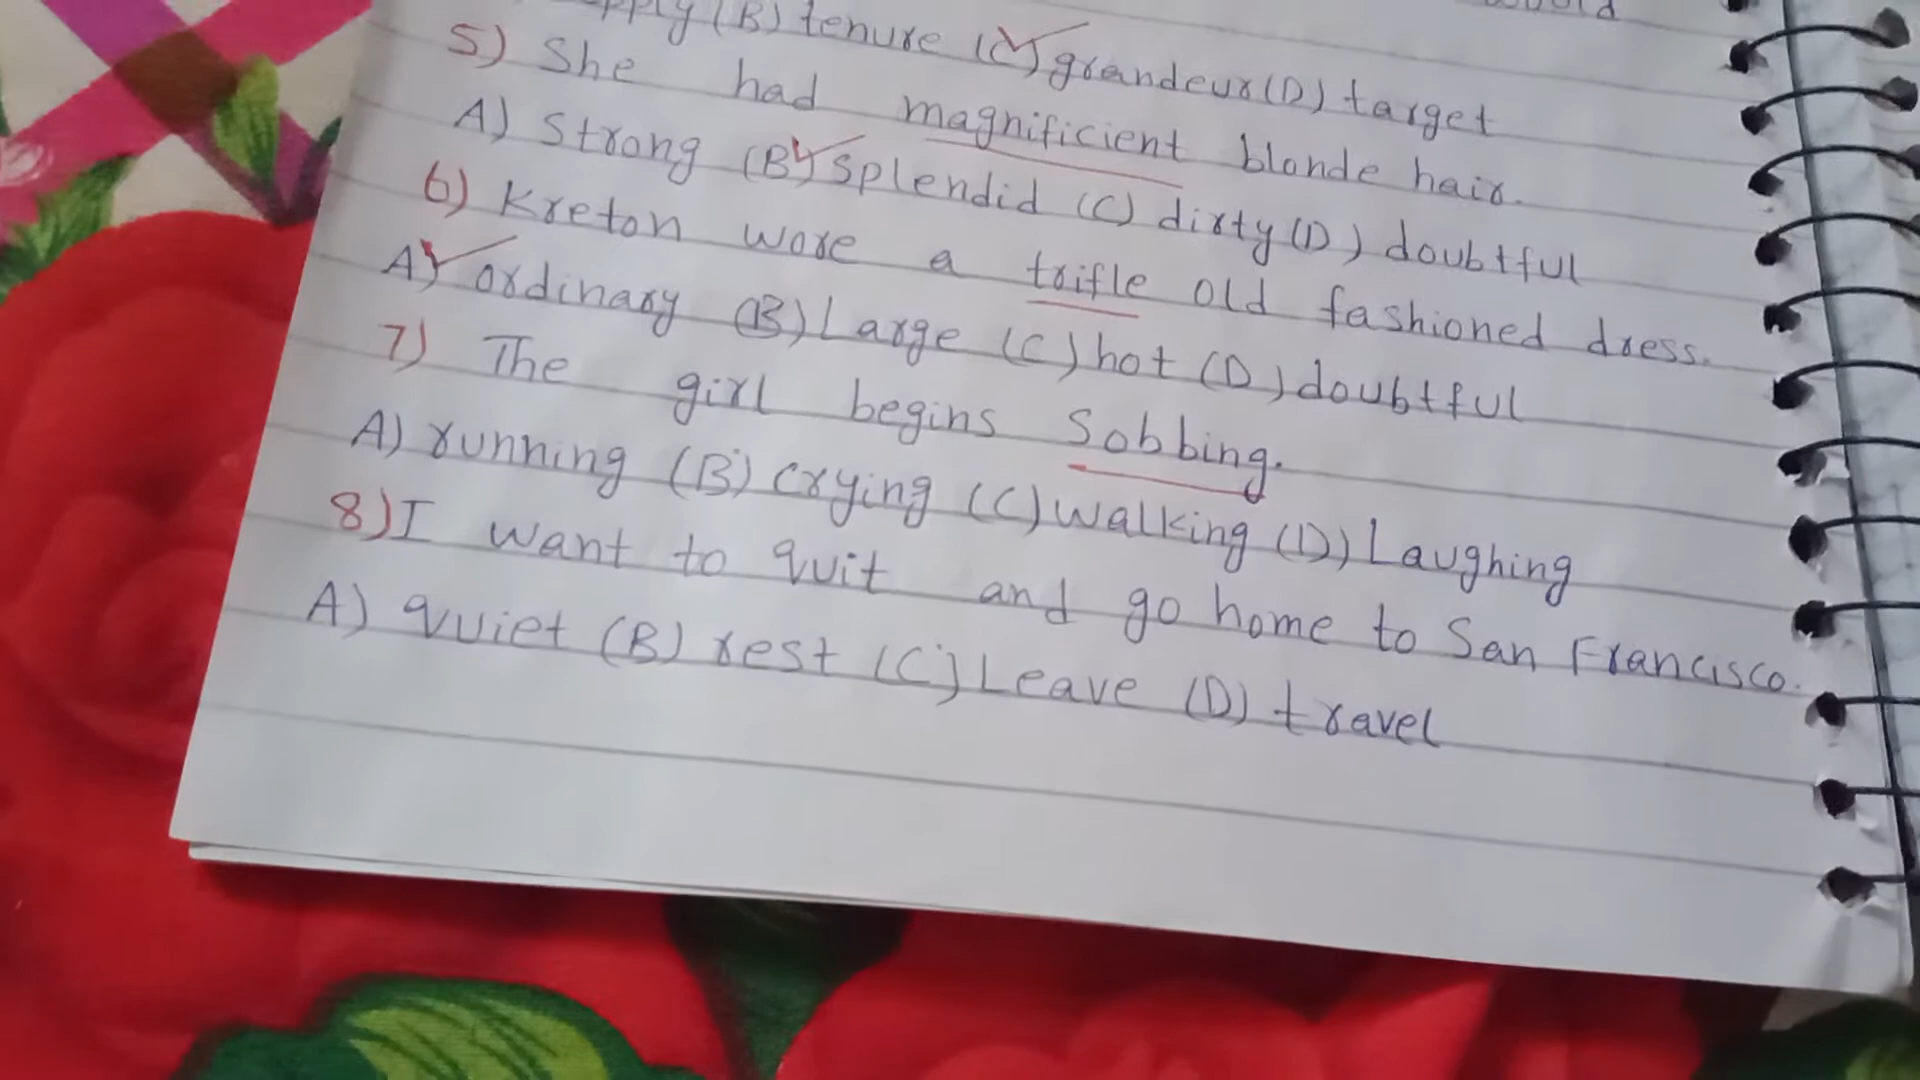 (B) tenure (C) grandeur (D) target
5) She had magnificient blonde hair.
A) Strong (B) Splendid (C) dirty (D) doubtful
6) Kreton wore a trifle old fashioned dress.
A) ordinary (B) Large (C) hot (D) doubtful
7) The girl begins Sobbing.
A) running (B) crying (C) walking (D) Laughing
8) I want to quit and go home to San Francisco.
A) quiet (B) rest (C) Leave (D) travel